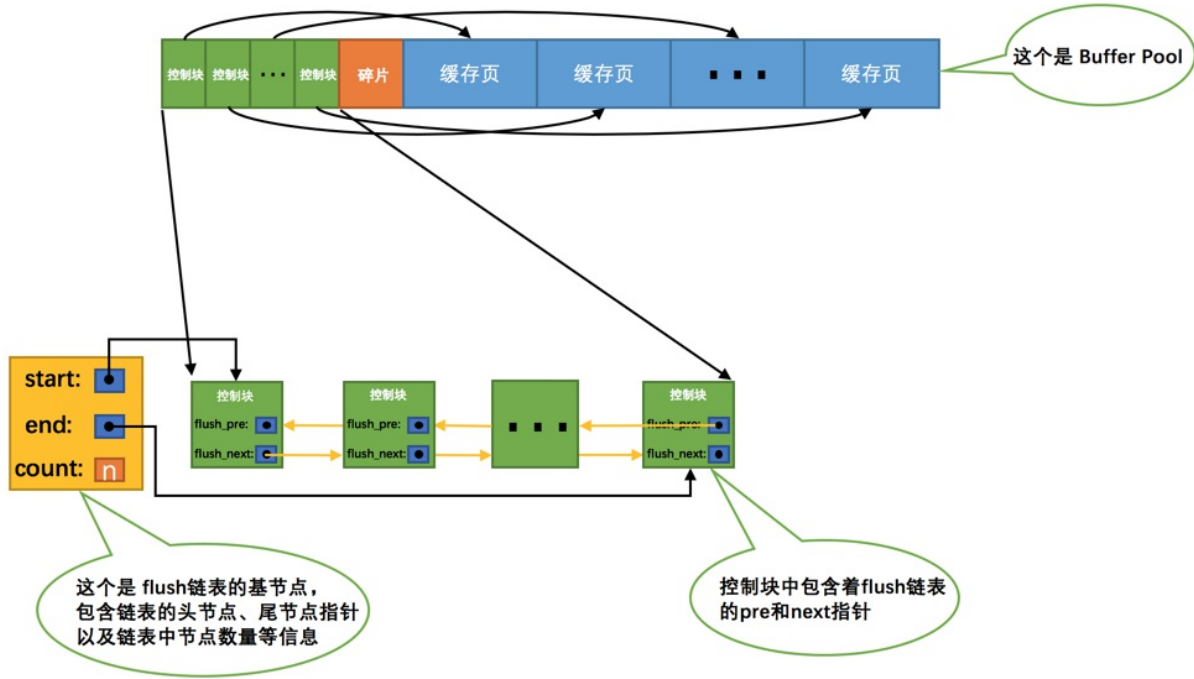 控制块 控制块 ··· 控制块 碎片 缓存页 缓存页 ··· 缓存页
这个是 Buffer Pool
start:
end:
count: n
控制块
flush_pre:
flush_next:
控制块
flush_pre:
flush_next:
···
控制块
flush_pre:
flush_next:
这个是 flush链表的基节点，
包含链表的头节点、尾节点指针
以及链表中节点数量等信息
控制块中包含着flush链表
的pre和next指针